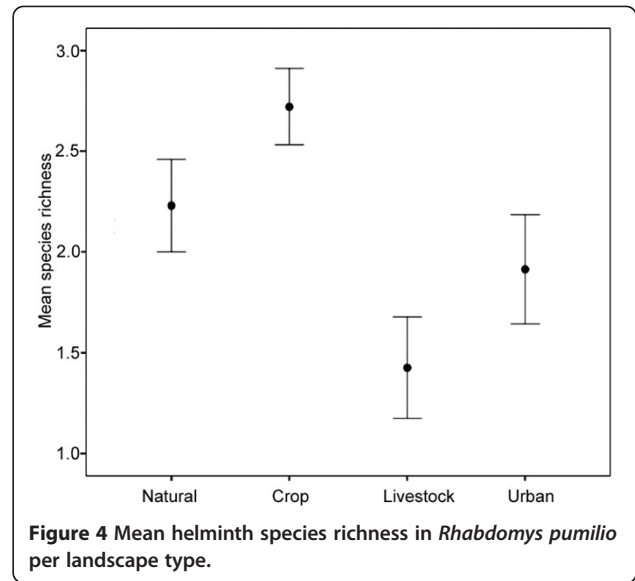 3.0
2.5
2.0
1.5
1.0
Mean species richness
Natural Crop Livestock Urban
Figure 4 Mean helminth species richness in Rhabdomys pumilio
per landscape type.